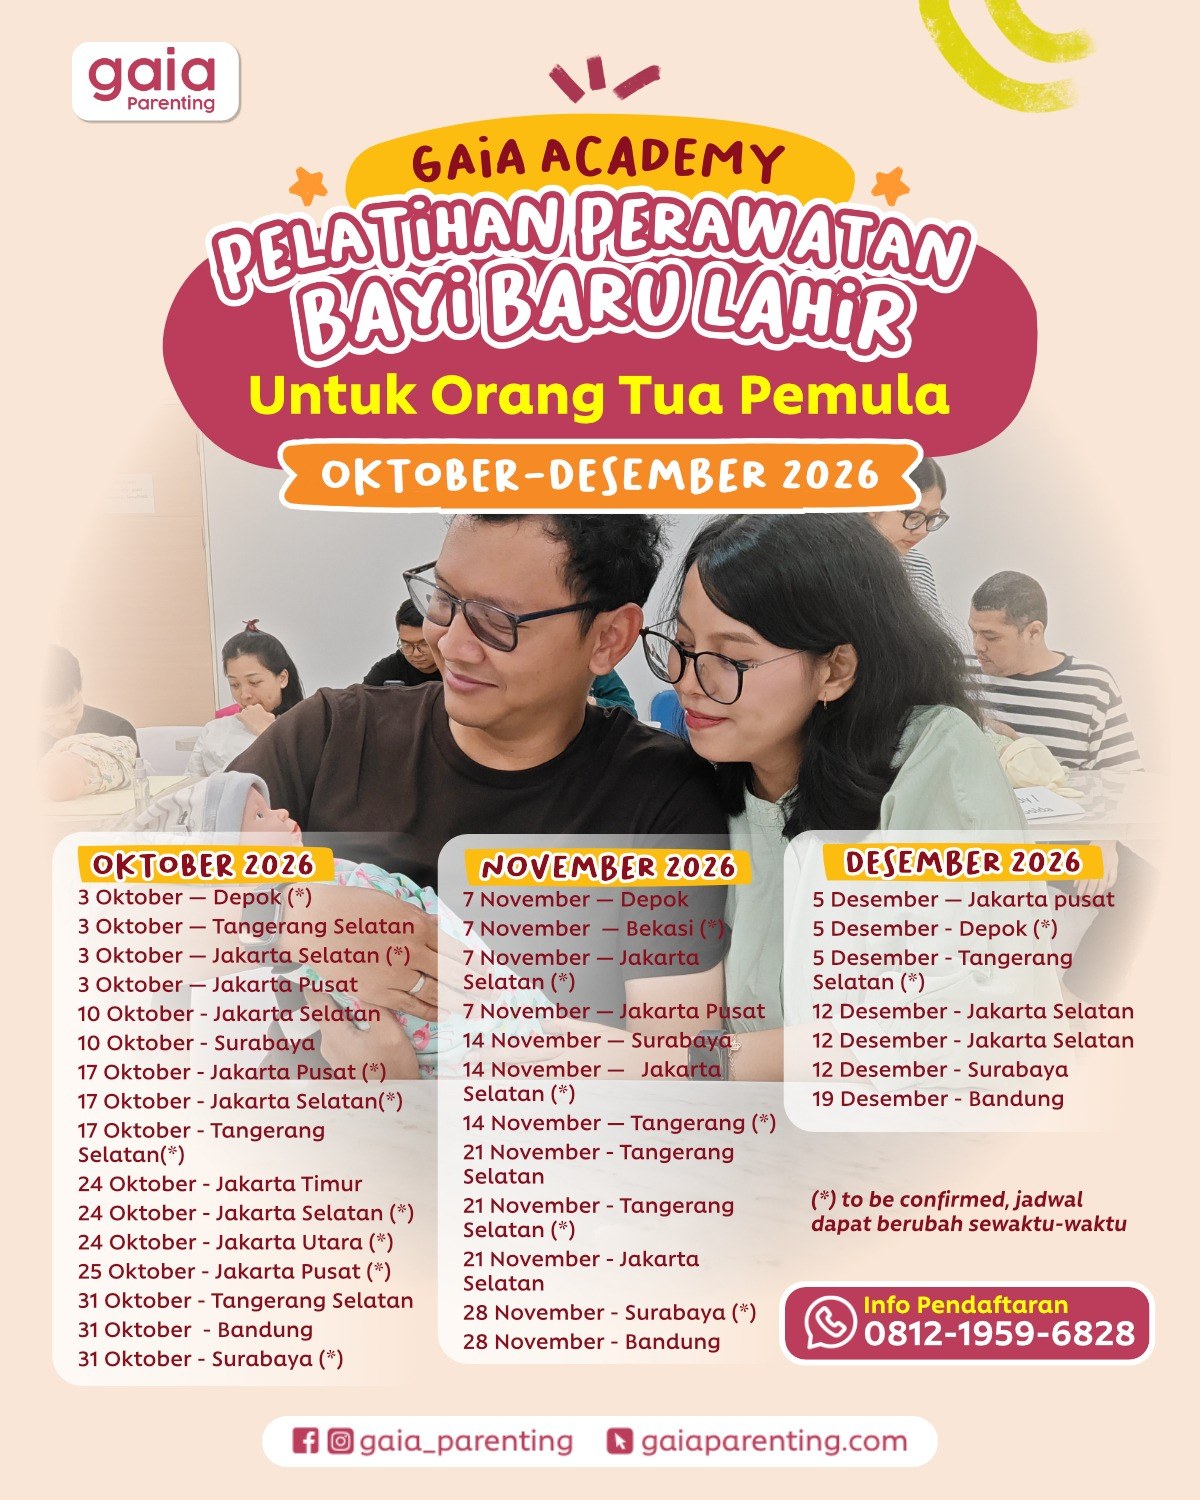 gaia
Parenting
GAiA ACADEMY
PELATiHAN PERAWATAN
BAYi BARU LAHiR
Untuk Orang Tua Pemula
OKTOBER-DESEMBER 2026
OKTOBER 2026
3 Oktober — Depok (*)
3 Oktober — Tangerang Selatan
3 Oktober — Jakarta Selatan (*)
3 Oktober — Jakarta Pusat
10 Oktober - Jakarta Selatan
10 Oktober - Surabaya
17 Oktober - Jakarta Pusat (*)
17 Oktober - Jakarta Selatan(*)
17 Oktober - Tangerang
Selatan(*)
24 Oktober - Jakarta Timur
24 Oktober - Jakarta Selatan (*)
24 Oktober - Jakarta Utara (*)
25 Oktober - Jakarta Pusat (*)
31 Oktober - Tangerang Selatan
31 Oktober - Bandung
31 Oktober - Surabaya (*)
NOVEMBER 2026
7 November — Depok
7 November — Bekasi (*)
7 November — Jakarta
Selatan (*)
7 November — Jakarta Pusat
14 November — Surabaya
14 November — Jakarta
Selatan (*)
14 November — Tangerang (*)
21 November - Tangerang
Selatan
21 November - Tangerang
Selatan (*)
21 November - Jakarta
Selatan
28 November - Surabaya (*)
28 November - Bandung
DESEMBER 2026
5 Desember — Jakarta pusat
5 Desember - Depok (*)
5 Desember - Tangerang
Selatan (*)
12 Desember - Jakarta Selatan
12 Desember - Jakarta Selatan
12 Desember - Surabaya
19 Desember - Bandung
(*) to be confirmed, jadwal
dapat berubah sewaktu-waktu
Info Pendaftaran
0812-1959-6828
gaia_parenting
gaiaparenting.com